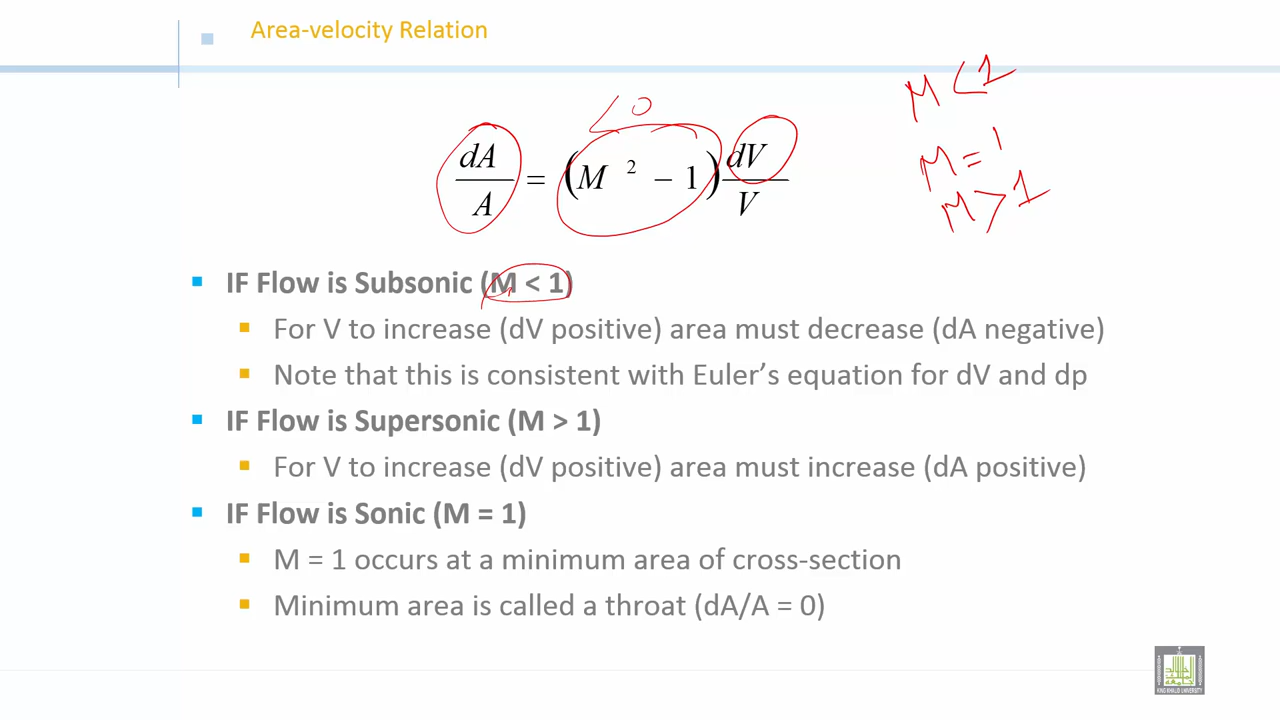 Area-velocity Relation
M < 1
< 0
dA/A = (M² − 1) dV/V
M = 1
M > 1
IF Flow is Subsonic (M < 1)
For V to increase (dV positive) area must decrease (dA negative)
Note that this is consistent with Euler’s equation for dV and dp
IF Flow is Supersonic (M > 1)
For V to increase (dV positive) area must increase (dA positive)
IF Flow is Sonic (M = 1)
M = 1 occurs at a minimum area of cross-section
Minimum area is called a throat (dA/A = 0)
KING KHALID UNIVERSITY